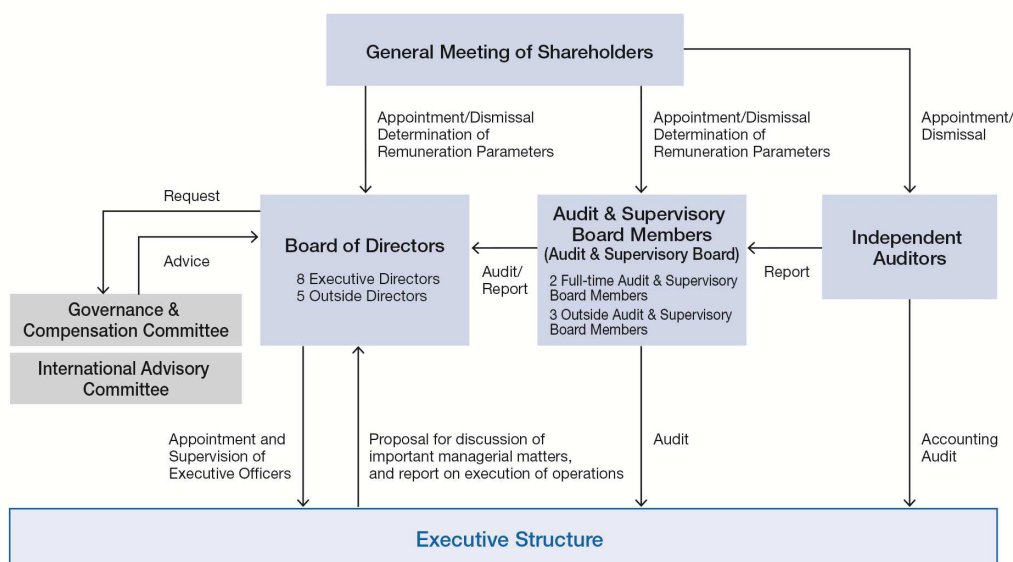 General Meeting of Shareholders
Appointment/Dismissal
Determination of
Remuneration Parameters
Appointment/Dismissal
Determination of
Remuneration Parameters
Appointment/
Dismissal
Request
Advice
Governance &
Compensation Committee
International Advisory
Committee
Board of Directors
8 Executive Directors
5 Outside Directors
Audit/
Report
Audit & Supervisory
Board Members
(Audit & Supervisory Board)
2 Full-time Audit & Supervisory
Board Members
3 Outside Audit & Supervisory
Board Members
Report
Independent
Auditors
Appointment and
Supervision of
Executive Officers
Proposal for discussion of
important managerial matters,
and report on execution of operations
Audit
Accounting
Audit
Executive Structure